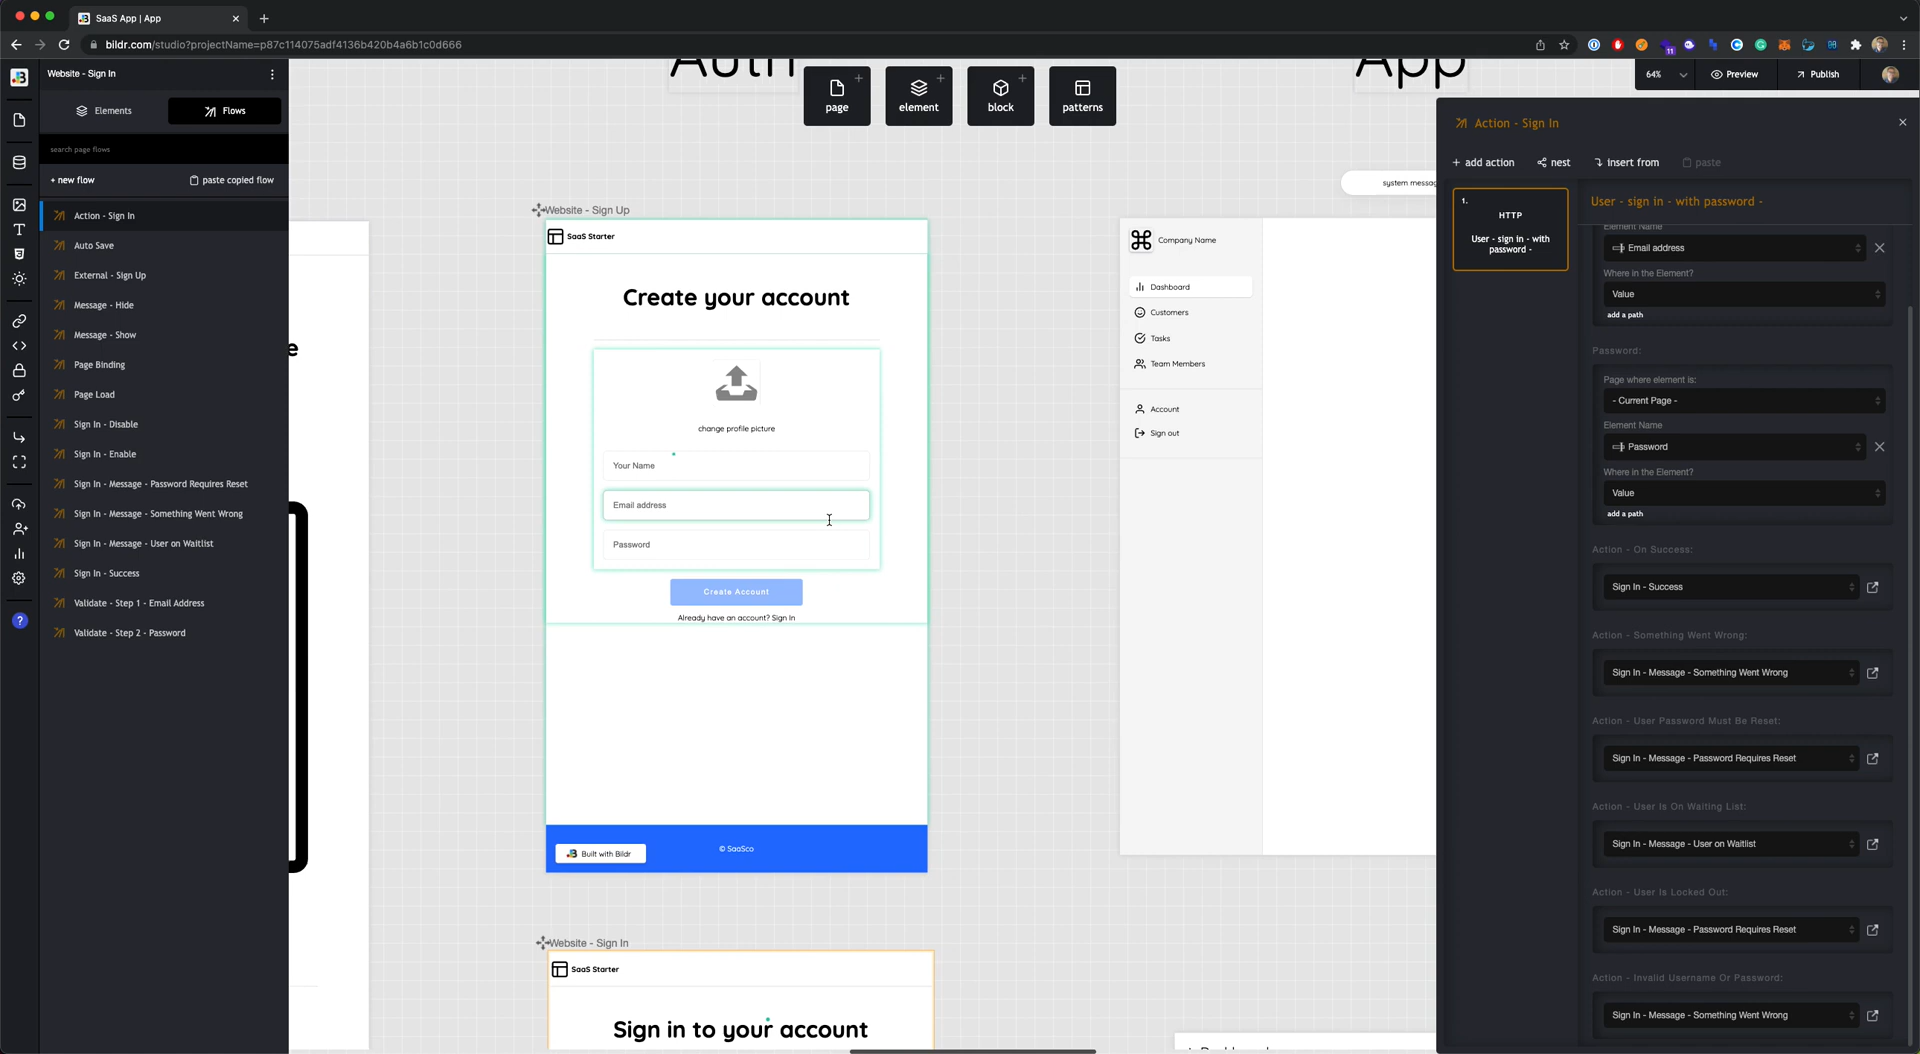 SaaS App | App
bildr.com/studio?projectName=p87c114075adf4136b420b4a6b1c0d666
11
Website - Sign In
Elements
Flows
search page flows
+ new flow
paste copied flow
Action - Sign In
Auto Save
External - Sign Up
Message - Hide
Message - Show
Page Binding
Page Load
Sign In - Disable
Sign In - Enable
Sign In - Message - Password Requires Reset
Sign In - Message - Something Went Wrong
Sign In - Message - User on Waitlist
Sign In - Success
Validate - Step 1 - Email Address
Validate - Step 2 - Password
?
e
Auth
App
page
element
block
patterns
64%
Preview
Publish
system messag
Website - Sign Up
SaaS Starter
Create your account
change profile picture
Your Name
Email address
Password
Create Account
Already have an account? Sign In
Built with Bildr
© SaaSco
Website - Sign In
SaaS Starter
Sign in to your account
Company Name
Dashboard
Customers
Tasks
Team Members
Account
Sign out
Action - Sign In
+ add action
nest
insert from
paste
1.
HTTP
User - sign in - with
password -
User - sign in - with password -
Element Name
Email address
Where in the Element?
Value
add a path
Password:
Page where element is:
- Current Page -
Element Name
Password
Where in the Element?
Value
add a path
Action - On Success:
Sign In - Success
Action - Something Went Wrong:
Sign In - Message - Something Went Wrong
Action - User Password Must Be Reset:
Sign In - Message - Password Requires Reset
Action - User Is On Waiting List:
Sign In - Message - User on Waitlist
Action - User Is Locked Out:
Sign In - Message - Password Requires Reset
Action - Invalid Username Or Password:
Sign In - Message - Something Went Wrong